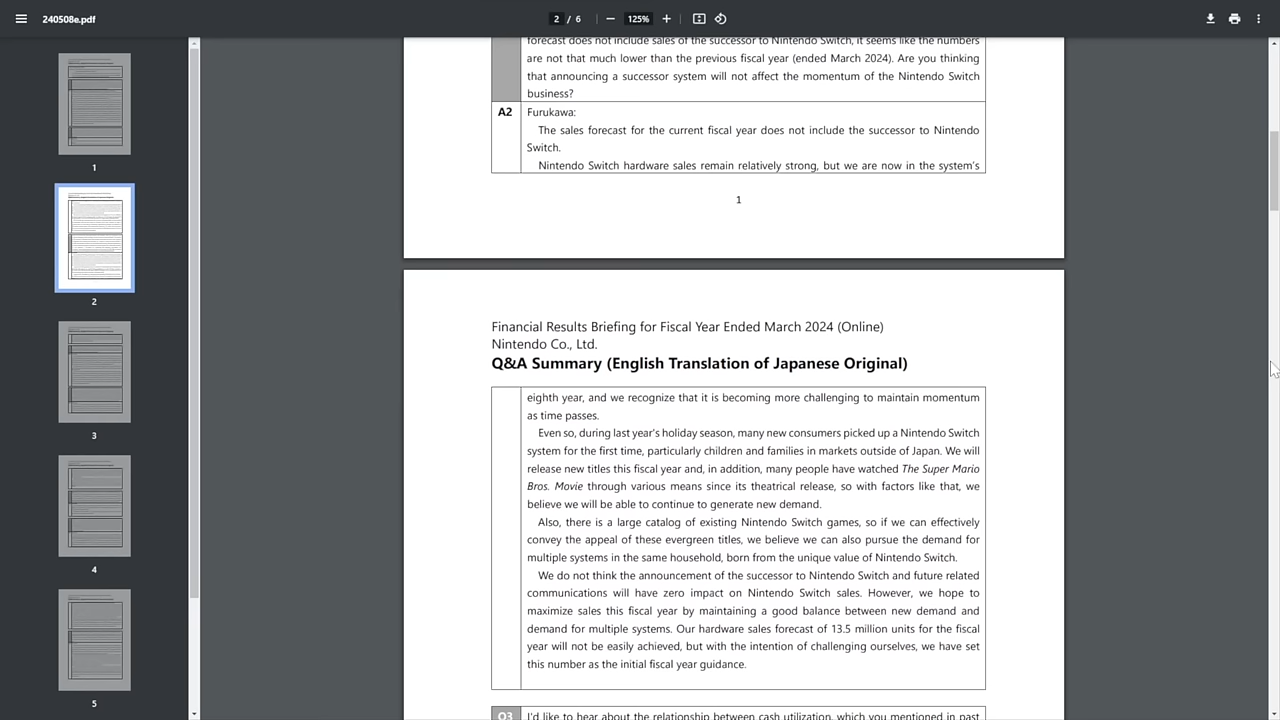 240508e.pdf
2 / 6
125%
1
2
3
4
5
forecast does not include sales of the successor to Nintendo Switch, it seems like the numbers
are not that much lower than the previous fiscal year (ended March 2024). Are you thinking
that announcing a successor system will not affect the momentum of the Nintendo Switch
business?
A2
Furukawa:
The sales forecast for the current fiscal year does not include the successor to Nintendo
Switch.
Nintendo Switch hardware sales remain relatively strong, but we are now in the system's
1
Financial Results Briefing for Fiscal Year Ended March 2024 (Online)
Nintendo Co., Ltd.
Q&A Summary (English Translation of Japanese Original)
eighth year, and we recognize that it is becoming more challenging to maintain momentum
as time passes.
Even so, during last year's holiday season, many new consumers picked up a Nintendo Switch
system for the first time, particularly children and families in markets outside of Japan. We will
release new titles this fiscal year and, in addition, many people have watched The Super Mario
Bros. Movie through various means since its theatrical release, so with factors like that, we
believe we will be able to continue to generate new demand.
Also, there is a large catalog of existing Nintendo Switch games, so if we can effectively
convey the appeal of these evergreen titles, we believe we can also pursue the demand for
multiple systems in the same household, born from the unique value of Nintendo Switch.
We do not think the announcement of the successor to Nintendo Switch and future related
communications will have zero impact on Nintendo Switch sales. However, we hope to
maximize sales this fiscal year by maintaining a good balance between new demand and
demand for multiple systems. Our hardware sales forecast of 13.5 million units for the fiscal
year will not be easily achieved, but with the intention of challenging ourselves, we have set
this number as the initial fiscal year guidance.
Q3
I'd like to hear about the relationship between cash utilization, which you mentioned in past